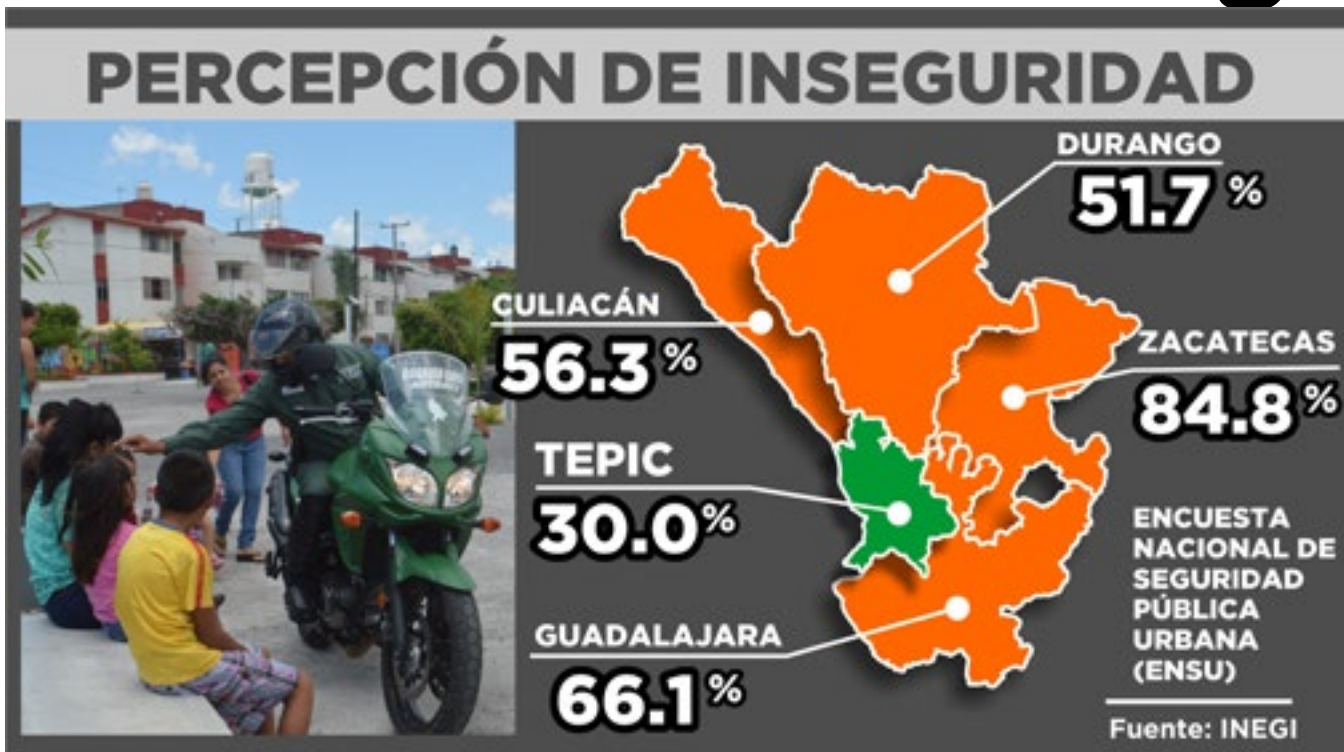 PERCEPCIÓN DE INSEGURIDAD
DURANGO
51.7 %
CULIACÁN
56.3 %
ZACATECAS
84.8 %
TEPIC
30.0%
GUADALAJARA
66.1 %
ENCUESTA
NACIONAL DE
SEGURIDAD
PÚBLICA
URBANA
(ENSU)
Fuente: INEGI